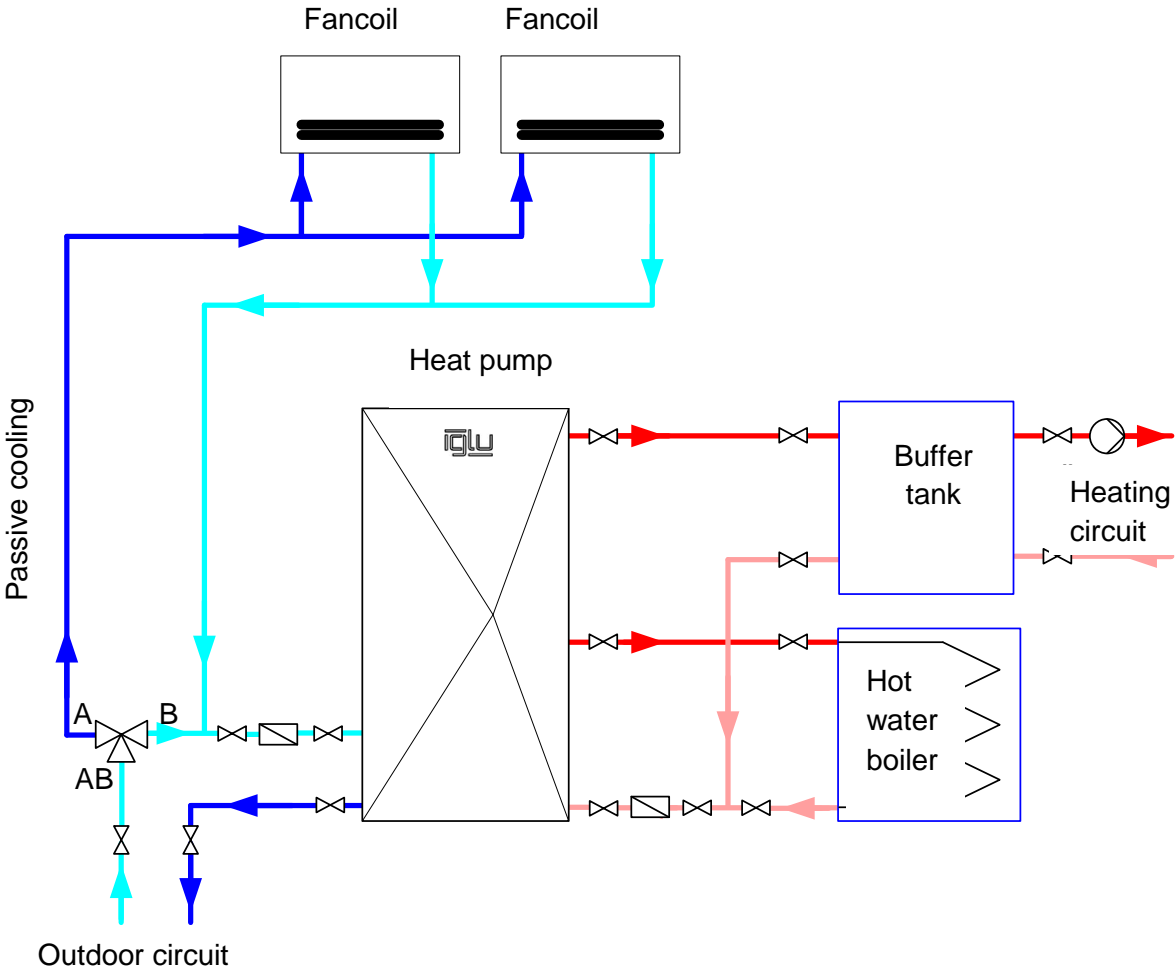 Fancoil
Fancoil
Heat pump
iglu
Passive cooling
Buffer
tank
Heating
circuit
Hot
water
boiler
A
B
AB
Outdoor circuit